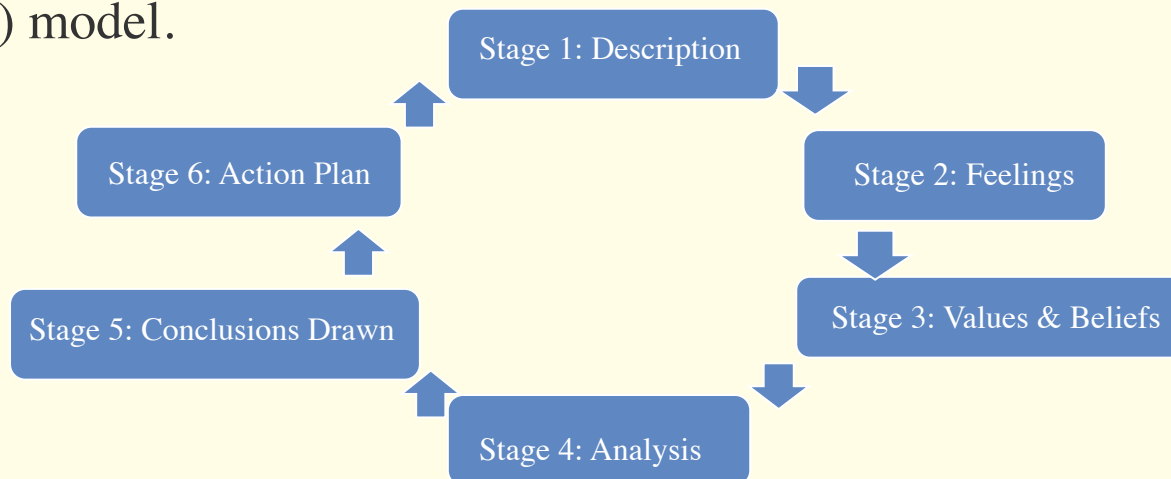 ) model.
Stage 1: Description
Stage 2: Feelings
Stage 3: Values & Beliefs
Stage 4: Analysis
Stage 5: Conclusions Drawn
Stage 6: Action Plan